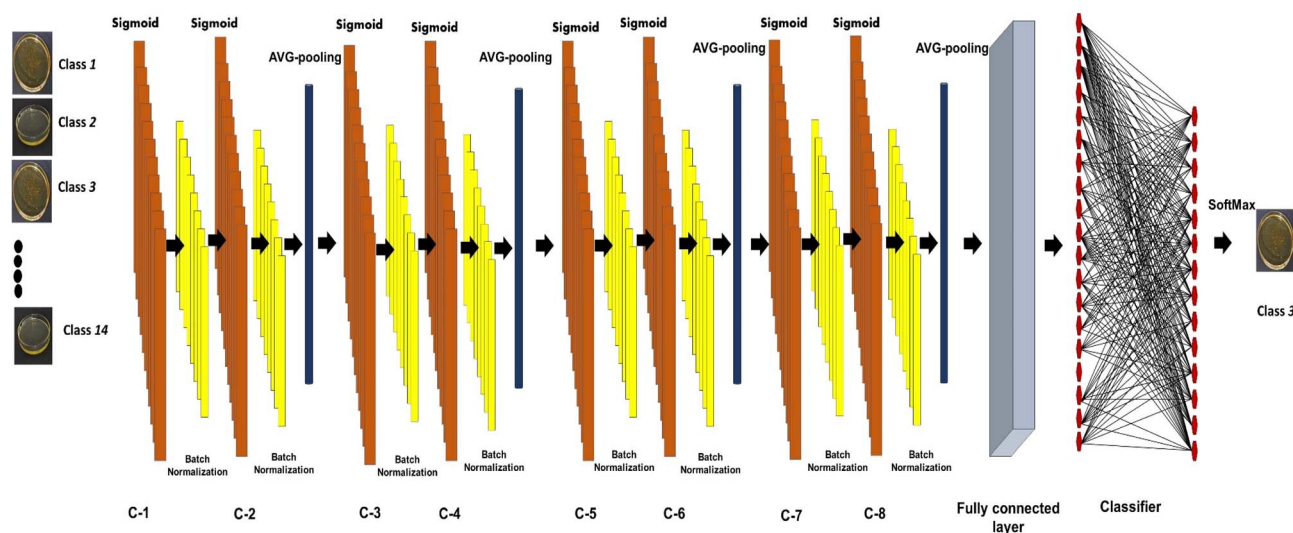 Sigmoid
Sigmoid
AVG-pooling
Sigmoid
Sigmoid
AVG-pooling
Sigmoid
Sigmoid
AVG-pooling
Sigmoid
Sigmoid
AVG-pooling
Class 1
Class 2
Class 3
Class 14
SoftMax
Class 3
Batch
Normalization
Batch
Normalization
Batch
Normalization
Batch
Normalization
Batch
Normalization
Batch
Normalization
Batch
Normalization
Batch
Normalization
C-1
C-2
C-3
C-4
C-5
C-6
C-7
C-8
Fully connected
layer
Classifier